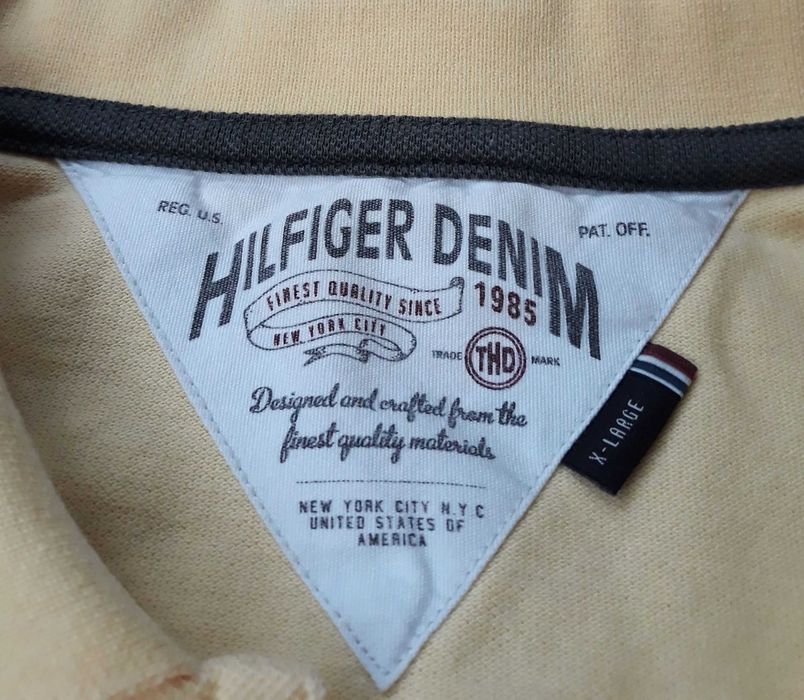 REG. U.S.
PAT. OFF.
HILFIGER DENIM
FINEST QUALITY SINCE 1985
NEW YORK CITY
TRADE THD MARK
Designed and crafted from the
finest quality materials
NEW YORK CITY N.Y C
UNITED STATES OF
AMERICA
X-LARGE